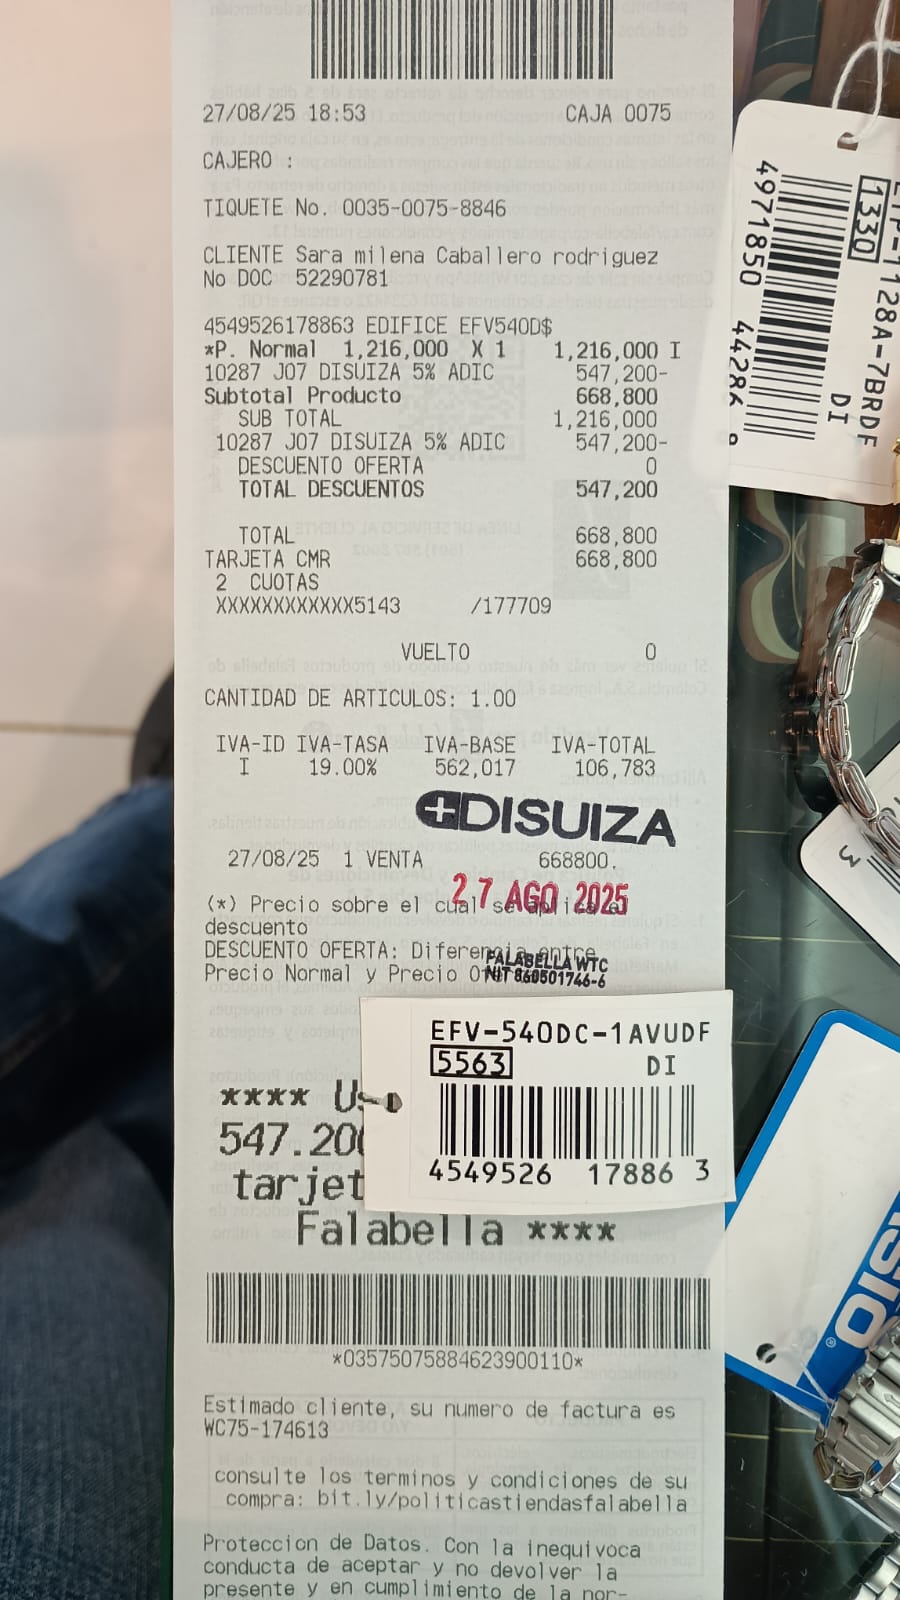 27/08/25 18:53 CAJA 0075
CAJERO :
TIQUETE No. 0035-0075-8846
CLIENTE Sara milena Caballero rodriguez
No DOC 52290781
4549526178863 EDIFICE EFV540D$
*P. Normal 1,216,000 X 1 1,216,000 I
10287 J07 DISUIZA 5% ADIC 547,200-
Subtotal Producto 668,800
SUB TOTAL 1,216,000
10287 J07 DISUIZA 5% ADIC 547,200-
DESCUENTO OFERTA 0
TOTAL DESCUENTOS 547,200
TOTAL 668,800
TARJETA CMR 668,800
2 CUOTAS
XXXXXXXXXXXX5143 /177709
VUELTO 0
CANTIDAD DE ARTICULOS: 1.00
IVA-ID IVA-TASA IVA-BASE IVA-TOTAL
I 19.00% 562,017 106,783
DISUIZA
27/08/25 1 VENTA 668800.
27 AGO 2025
(*) Precio sobre el cual se aplica el
descuento
DESCUENTO OFERTA: Diferencia entre
Precio Normal y Precio
FALABELLA WTC
NIT 860501746-6
EFV-540DC-1AVUDF
5563 DI
4549526 17886 3
****
547.200
tarjet
Falabella ****
*03575075884623900110*
Estimado cliente, su numero de factura es
WC75-174613
consulte los terminos y condiciones de su
compra: bit.ly/politicastiendasfalabella
Proteccion de Datos. Con la inequivoca
conducta de aceptar y no devolver la
presente y en cumplimiento de la nor-
1128A-7BRDF
1330 DI
4971850 44286
3